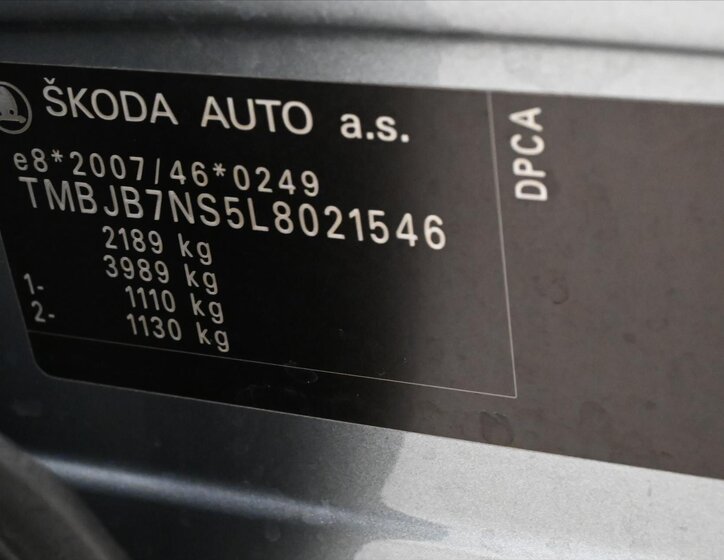 ŠKODA AUTO a.s.
e8*2007/46*0249
TMBJB7NS5L8021546
2189 kg
3989 kg
1- 1110 kg
2- 1130 kg
DPCA